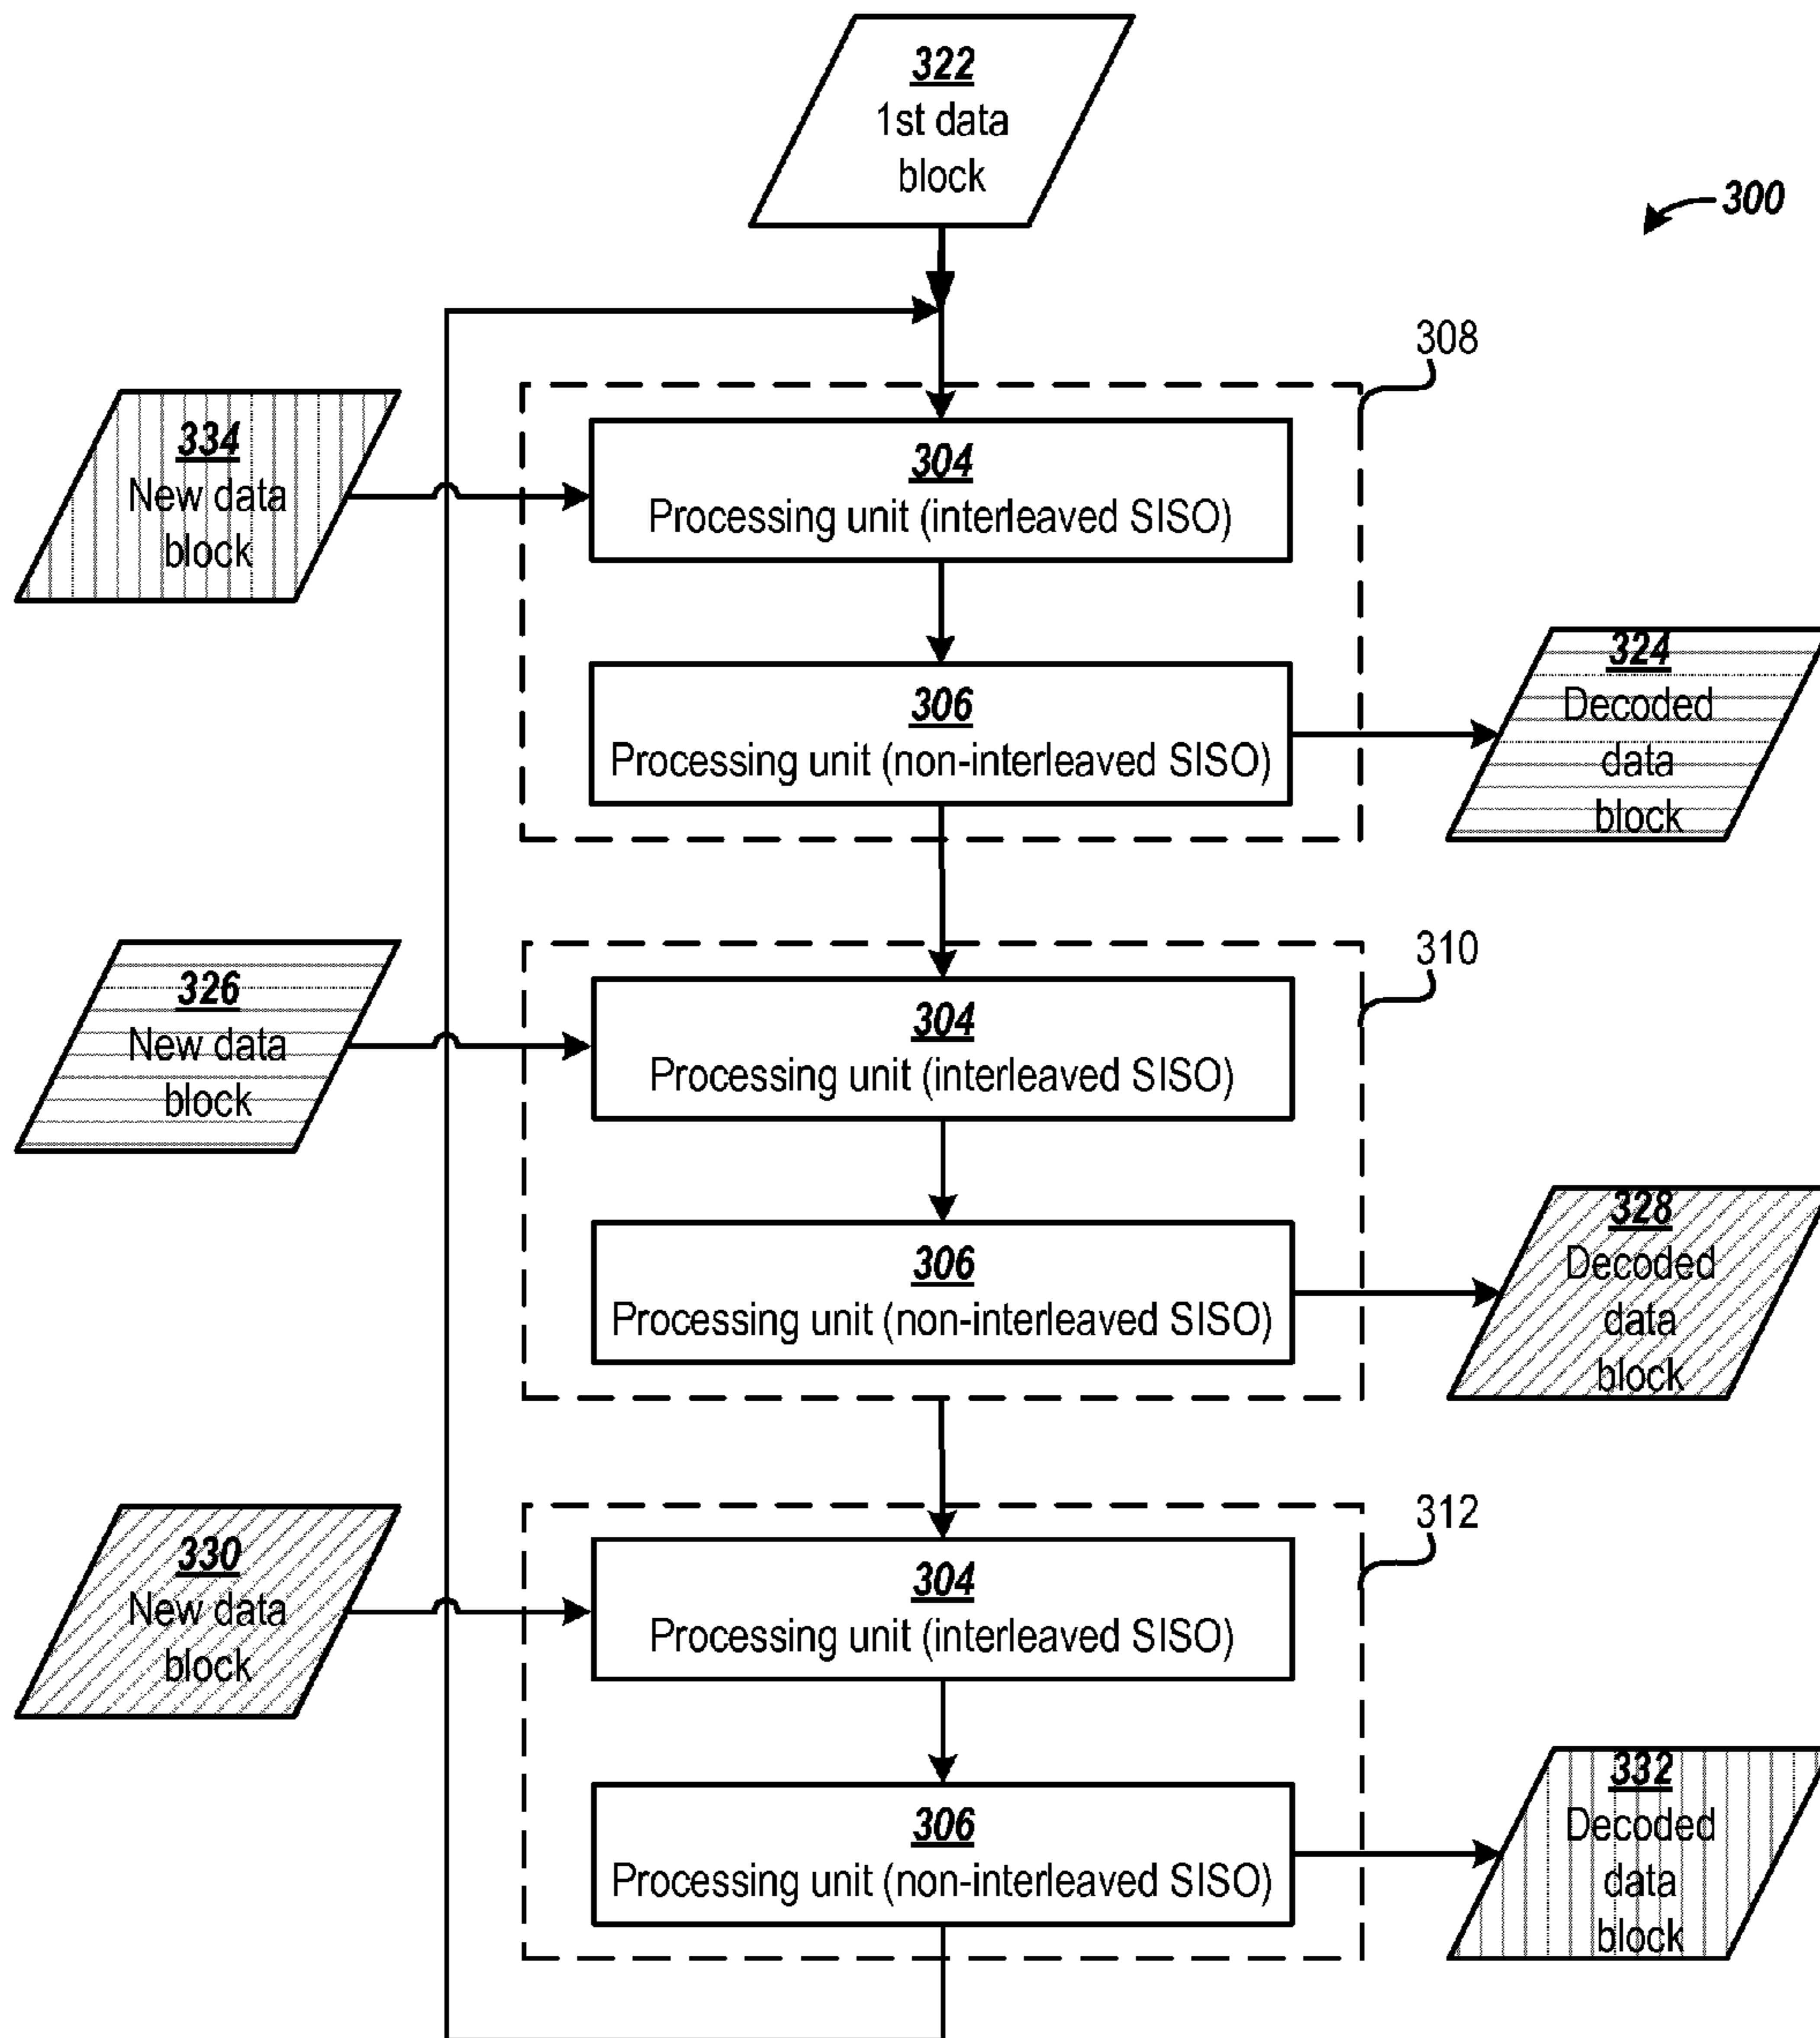 322
1st data
block
300
308
334
New data
block
304
Processing unit (interleaved SISO)
306
Processing unit (non-interleaved SISO)
324
Decoded
data
block
310
326
New data
block
304
Processing unit (interleaved SISO)
306
Processing unit (non-interleaved SISO)
328
Decoded
data
block
312
330
New data
block
304
Processing unit (interleaved SISO)
306
Processing unit (non-interleaved SISO)
332
Decoded
data
block